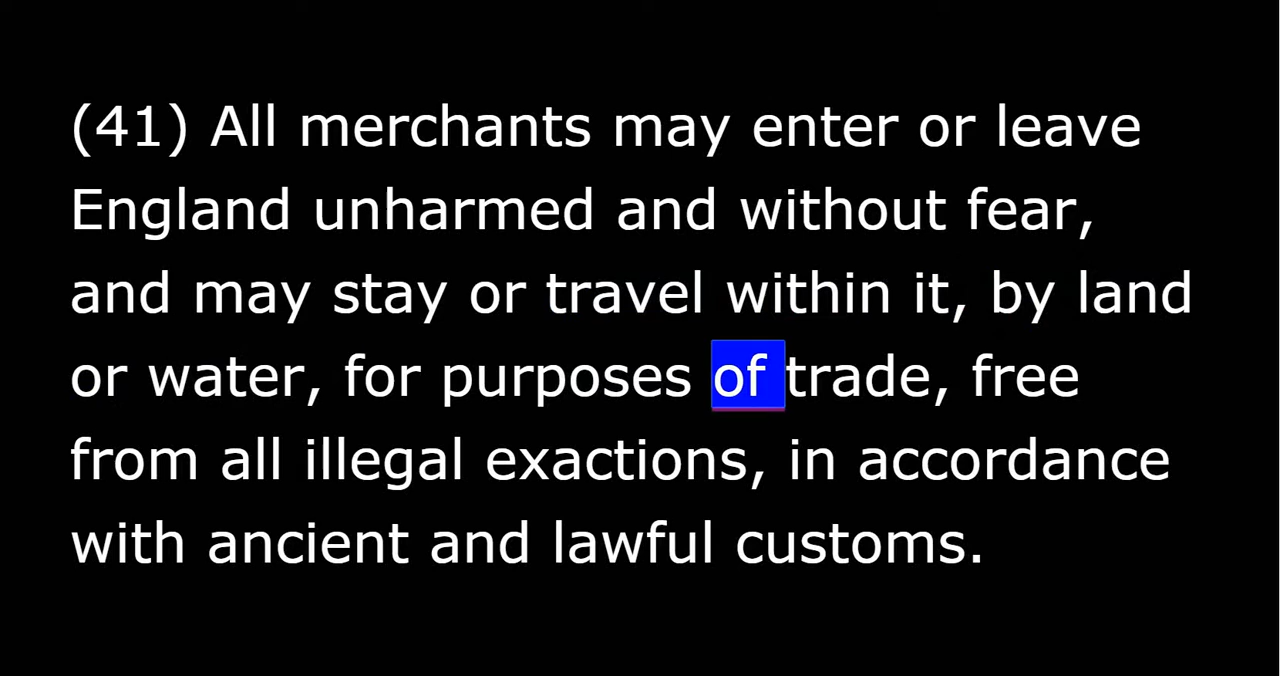 (41) All merchants may enter or leave
England unharmed and without fear,
and may stay or travel within it, by land
or water, for purposes of trade, free
from all illegal exactions, in accordance
with ancient and lawful customs.